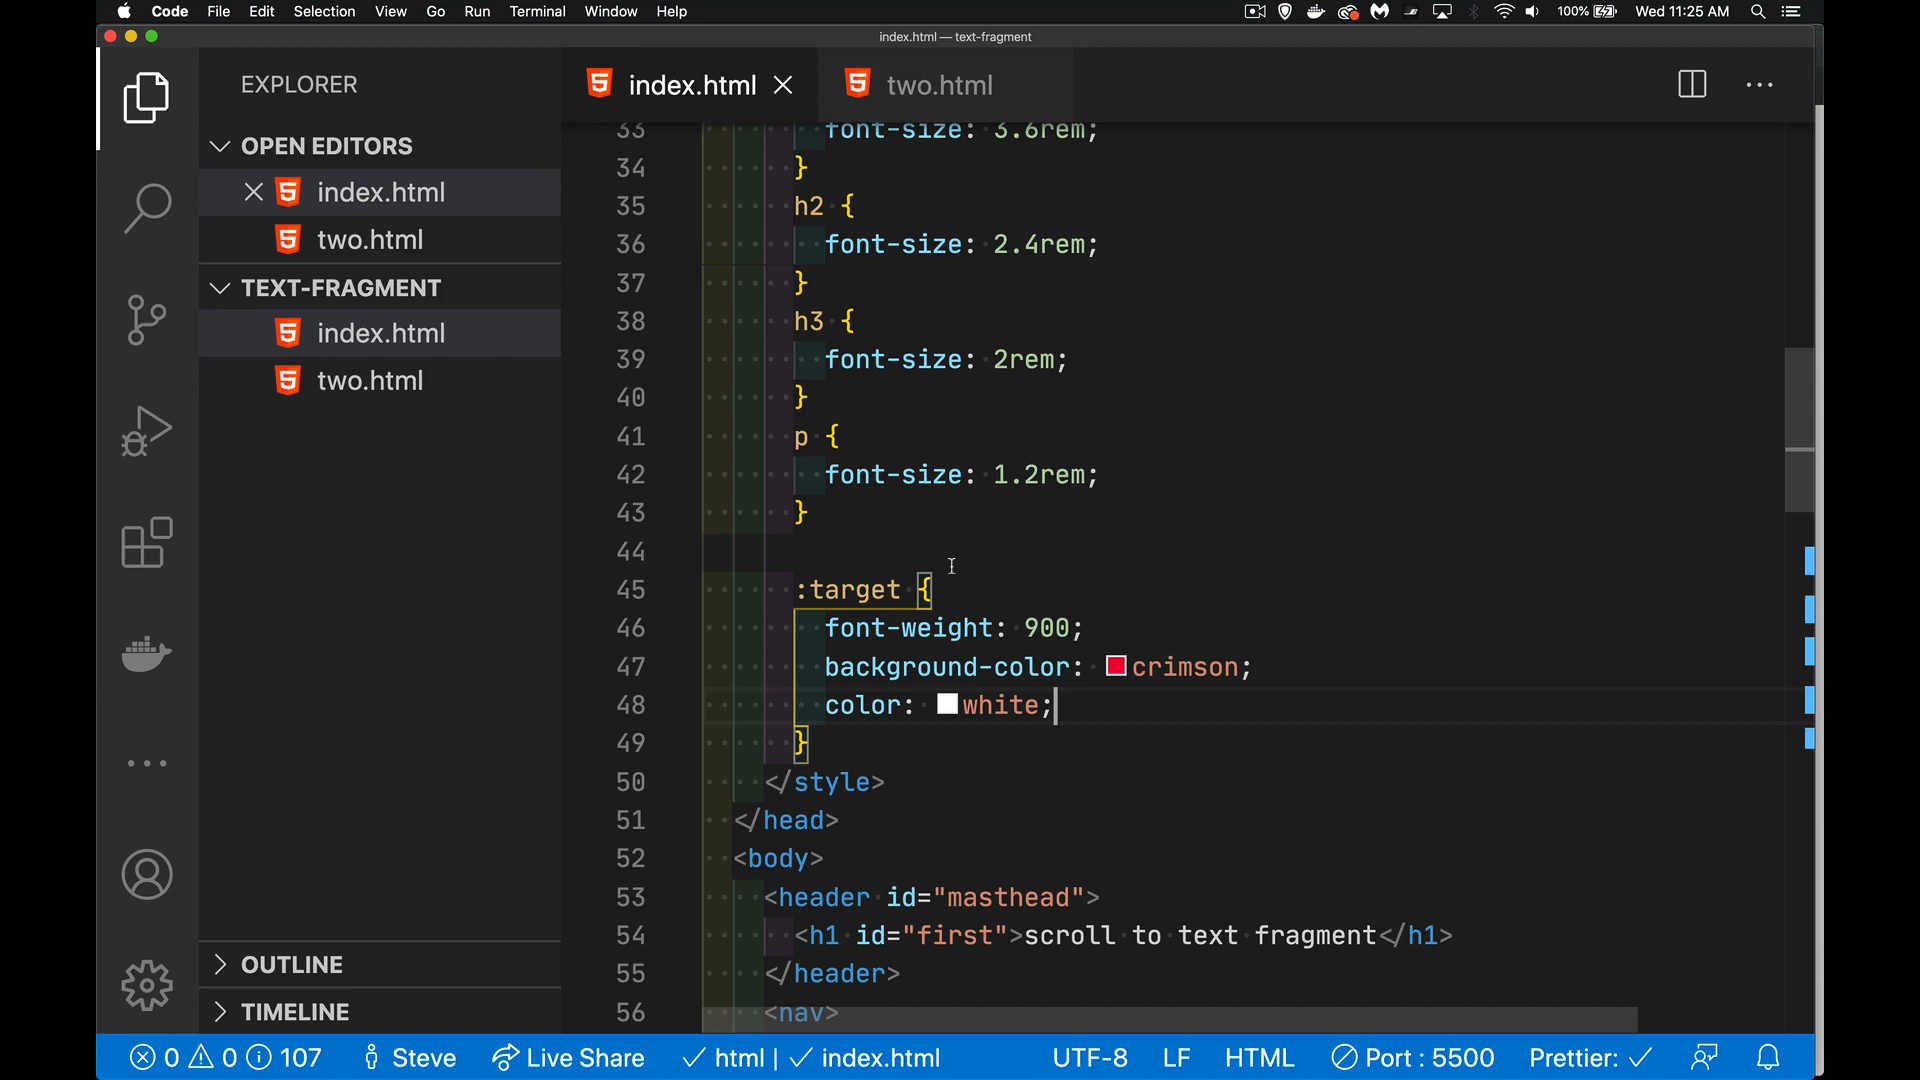 Code File Edit Selection View Go Run Terminal Window Help 100% Wed 11:25 AM
index.html — text-fragment
EXPLORER
OPEN EDITORS
index.html
two.html
TEXT-FRAGMENT
index.html
two.html
OUTLINE
TIMELINE
index.html two.html
33 font-size: 3.6rem;
34 }
35 h2 {
36 font-size: 2.4rem;
37 }
38 h3 {
39 font-size: 2rem;
40 }
41 p {
42 font-size: 1.2rem;
43 }
44
45 :target {
46 font-weight: 900;
47 background-color: crimson;
48 color: white;
49 }
50 </style>
51 </head>
52 <body>
53 <header id="masthead">
54 <h1 id="first">scroll to text fragment</h1>
55 </header>
56 <nav>
0 0 107 Steve Live Share html | index.html UTF-8 LF HTML Port : 5500 Prettier: